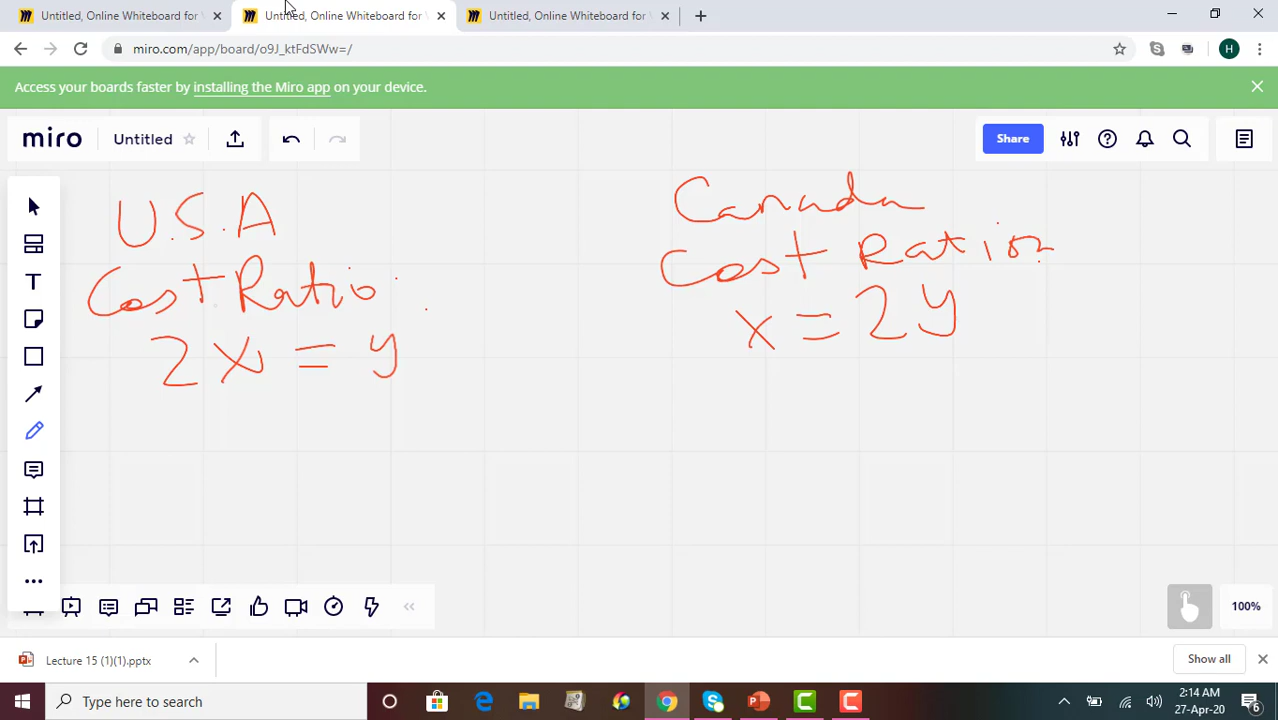 Untitled, Online Whiteboard for V
Untitled, Online Whiteboard for V
Untitled, Online Whiteboard for V
miro.com/app/board/o9J_ktFdSWw=/
H
Access your boards faster by installing the Miro app on your device.
miro
Untitled
Share
U.S.A
Cost Ratio
2x = y
Canada
Cost Ration
x = 2y
T
100%
Lecture 15 (1)(1).pptx
Show all
Type here to search
2:14 AM
27-Apr-20
6